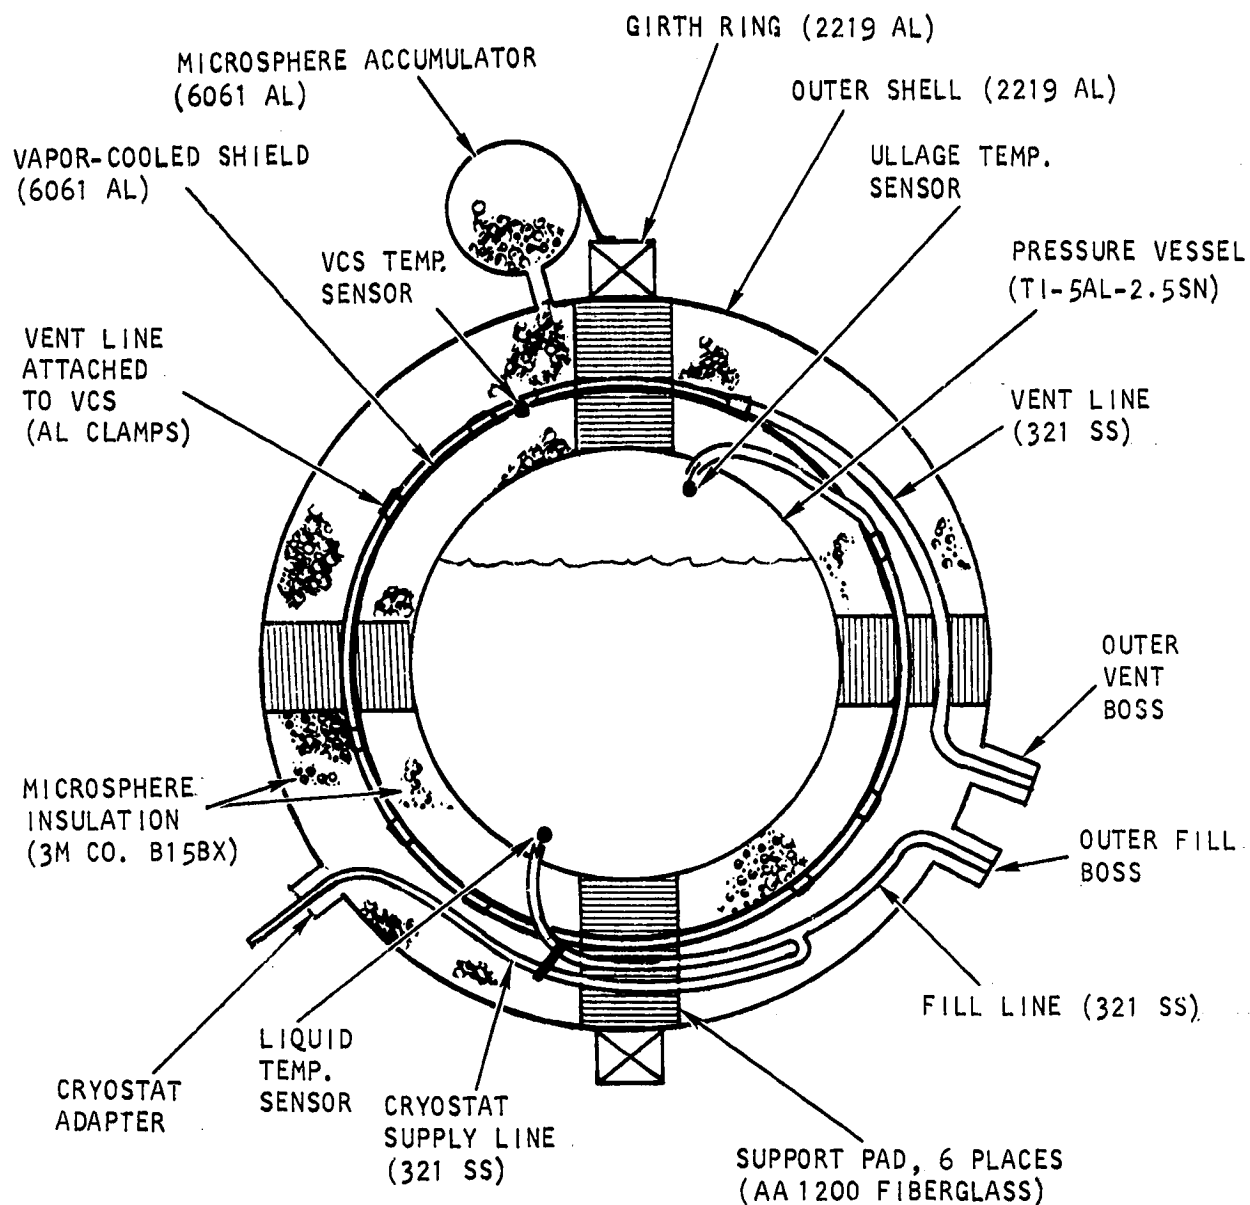 GIRTH RING (2219 AL)
MICROSPHERE ACCUMULATOR
(6061 AL)
OUTER SHELL (2219 AL)
VAPOR-COOLED SHIELD
(6061 AL)
ULLAGE TEMP.
SENSOR
VCS TEMP.
SENSOR
PRESSURE VESSEL
(TI-5AL-2.5SN)
VENT LINE
ATTACHED
TO VCS
(AL CLAMPS)
VENT LINE
(321 SS)
OUTER
VENT
BOSS
MICROSPHERE
INSULATION
(3M CO. B15BX)
OUTER FILL
BOSS
FILL LINE (321 SS)
LIQUID
TEMP.
SENSOR
CRYOSTAT
ADAPTER
CRYOSTAT
SUPPLY LINE
(321 SS)
SUPPORT PAD, 6 PLACES
(AA 1200 FIBERGLASS)